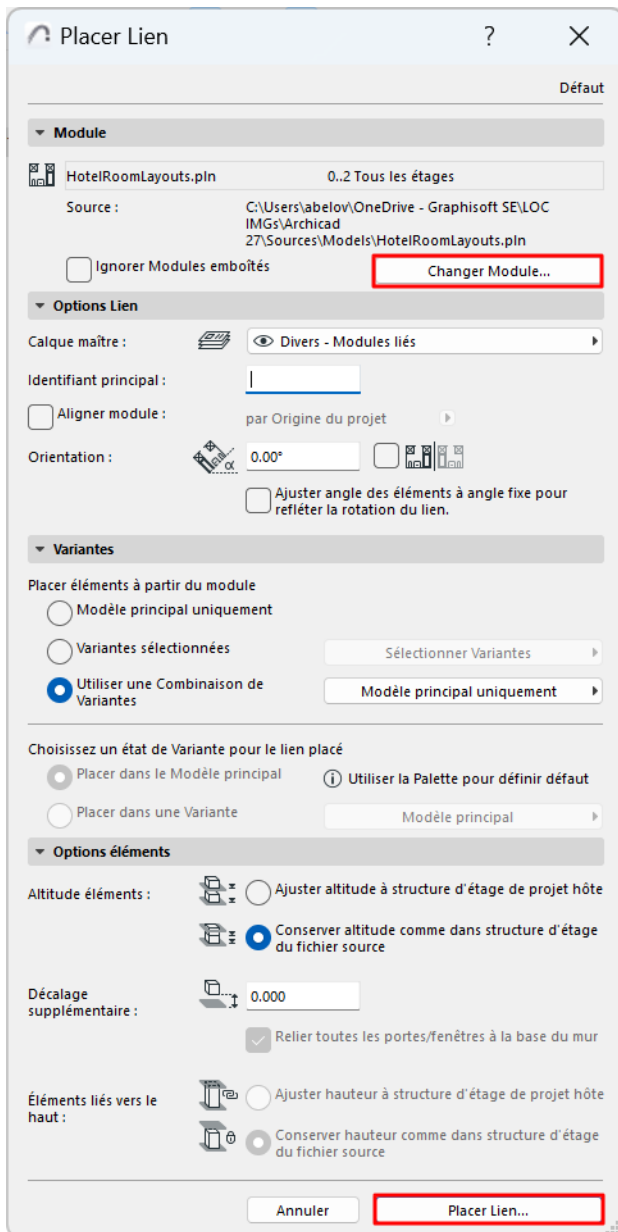 Placer Lien
?
Défaut
Module
HotelRoomLayouts.pln 0..2 Tous les étages
Source : C:\Users\abelov\OneDrive - Graphisoft SE\LOC
IMGs\Archicad
27\Sources\Models\HotelRoomLayouts.pln
Ignorer Modules emboîtés Changer Module...
Options Lien
Calque maître : Divers - Modules liés
Identifiant principal :
Aligner module : par Origine du projet
Orientation : α 0.00°
Ajuster angle des éléments à angle fixe pour
refléter la rotation du lien.
Variantes
Placer éléments à partir du module
Modèle principal uniquement
Variantes sélectionnées Sélectionner Variantes
Utiliser une Combinaison de
Variantes Modèle principal uniquement
Choisissez un état de Variante pour le lien placé
Placer dans le Modèle principal Utiliser la Palette pour définir défaut
Placer dans une Variante Modèle principal
Options éléments
Altitude éléments : Ajuster altitude à structure d'étage de projet hôte
Conserver altitude comme dans structure d'étage
du fichier source
Décalage
supplémentaire : 0.000
Relier toutes les portes/fenêtres à la base du mur
Éléments liés vers le
haut : Ajuster hauteur à structure d'étage de projet hôte
Conserver hauteur comme dans structure d'étage
du fichier source
Annuler Placer Lien...